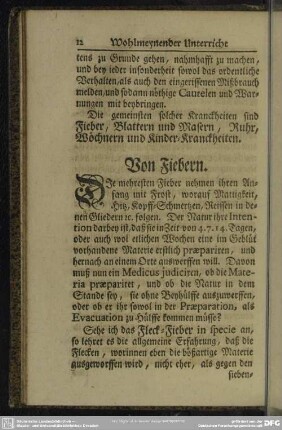 12 Wohlmeynender Unterricht
tens zu Grunde gehen, nahmhafft zu machen,
und bey jeder insonderheit sowol das ordentliche
Verhalten, als auch den eingerissenen Mißbrauch
melden, und sodann nöthige Cautelen und War-
nungen mit beybringen.
Die gemeinsten solcher Kranckheiten sind
Fieber, Blattern und Masern, Ruhr,
Wöchnern und Kinder-Kranckheiten.
Von Fiebern.
Die mehresten Fieber nehmen ihren An-
fang mit Frost, worauf Mattigkeit,
Hitz, Kopff-Schmertzen, Reissen in de-
nen Gliedern ꝛc. folgen. Der Natur ihre Inten-
tion darbey ist, daß sie in Zeit von 4. 7. 14. Tagen,
oder auch wol etlichen Wochen eine im Geblüt
vorhandene Materie erstlich præpariren, und
hernach an einem Orte auswerffen will. Davon
muß nun ein Medicus judiciren, ob die Mate-
ria præpariret, und ob die Natur in dem
Stande sey, sie ohne Beyhülffe auszuwerffen,
oder ob er ihr sowol in der Præparation, als
Evacuation zu Hülffe kommen müsse?
Sehe ich das Fleck-Fieber in specie an,
so lehret es die allgemeine Erfahrung, daß die
Flecken, worinnen eben die bößartige Materie
ausgeworffen wird, nicht eher, als gegen den
sieben-
DFG